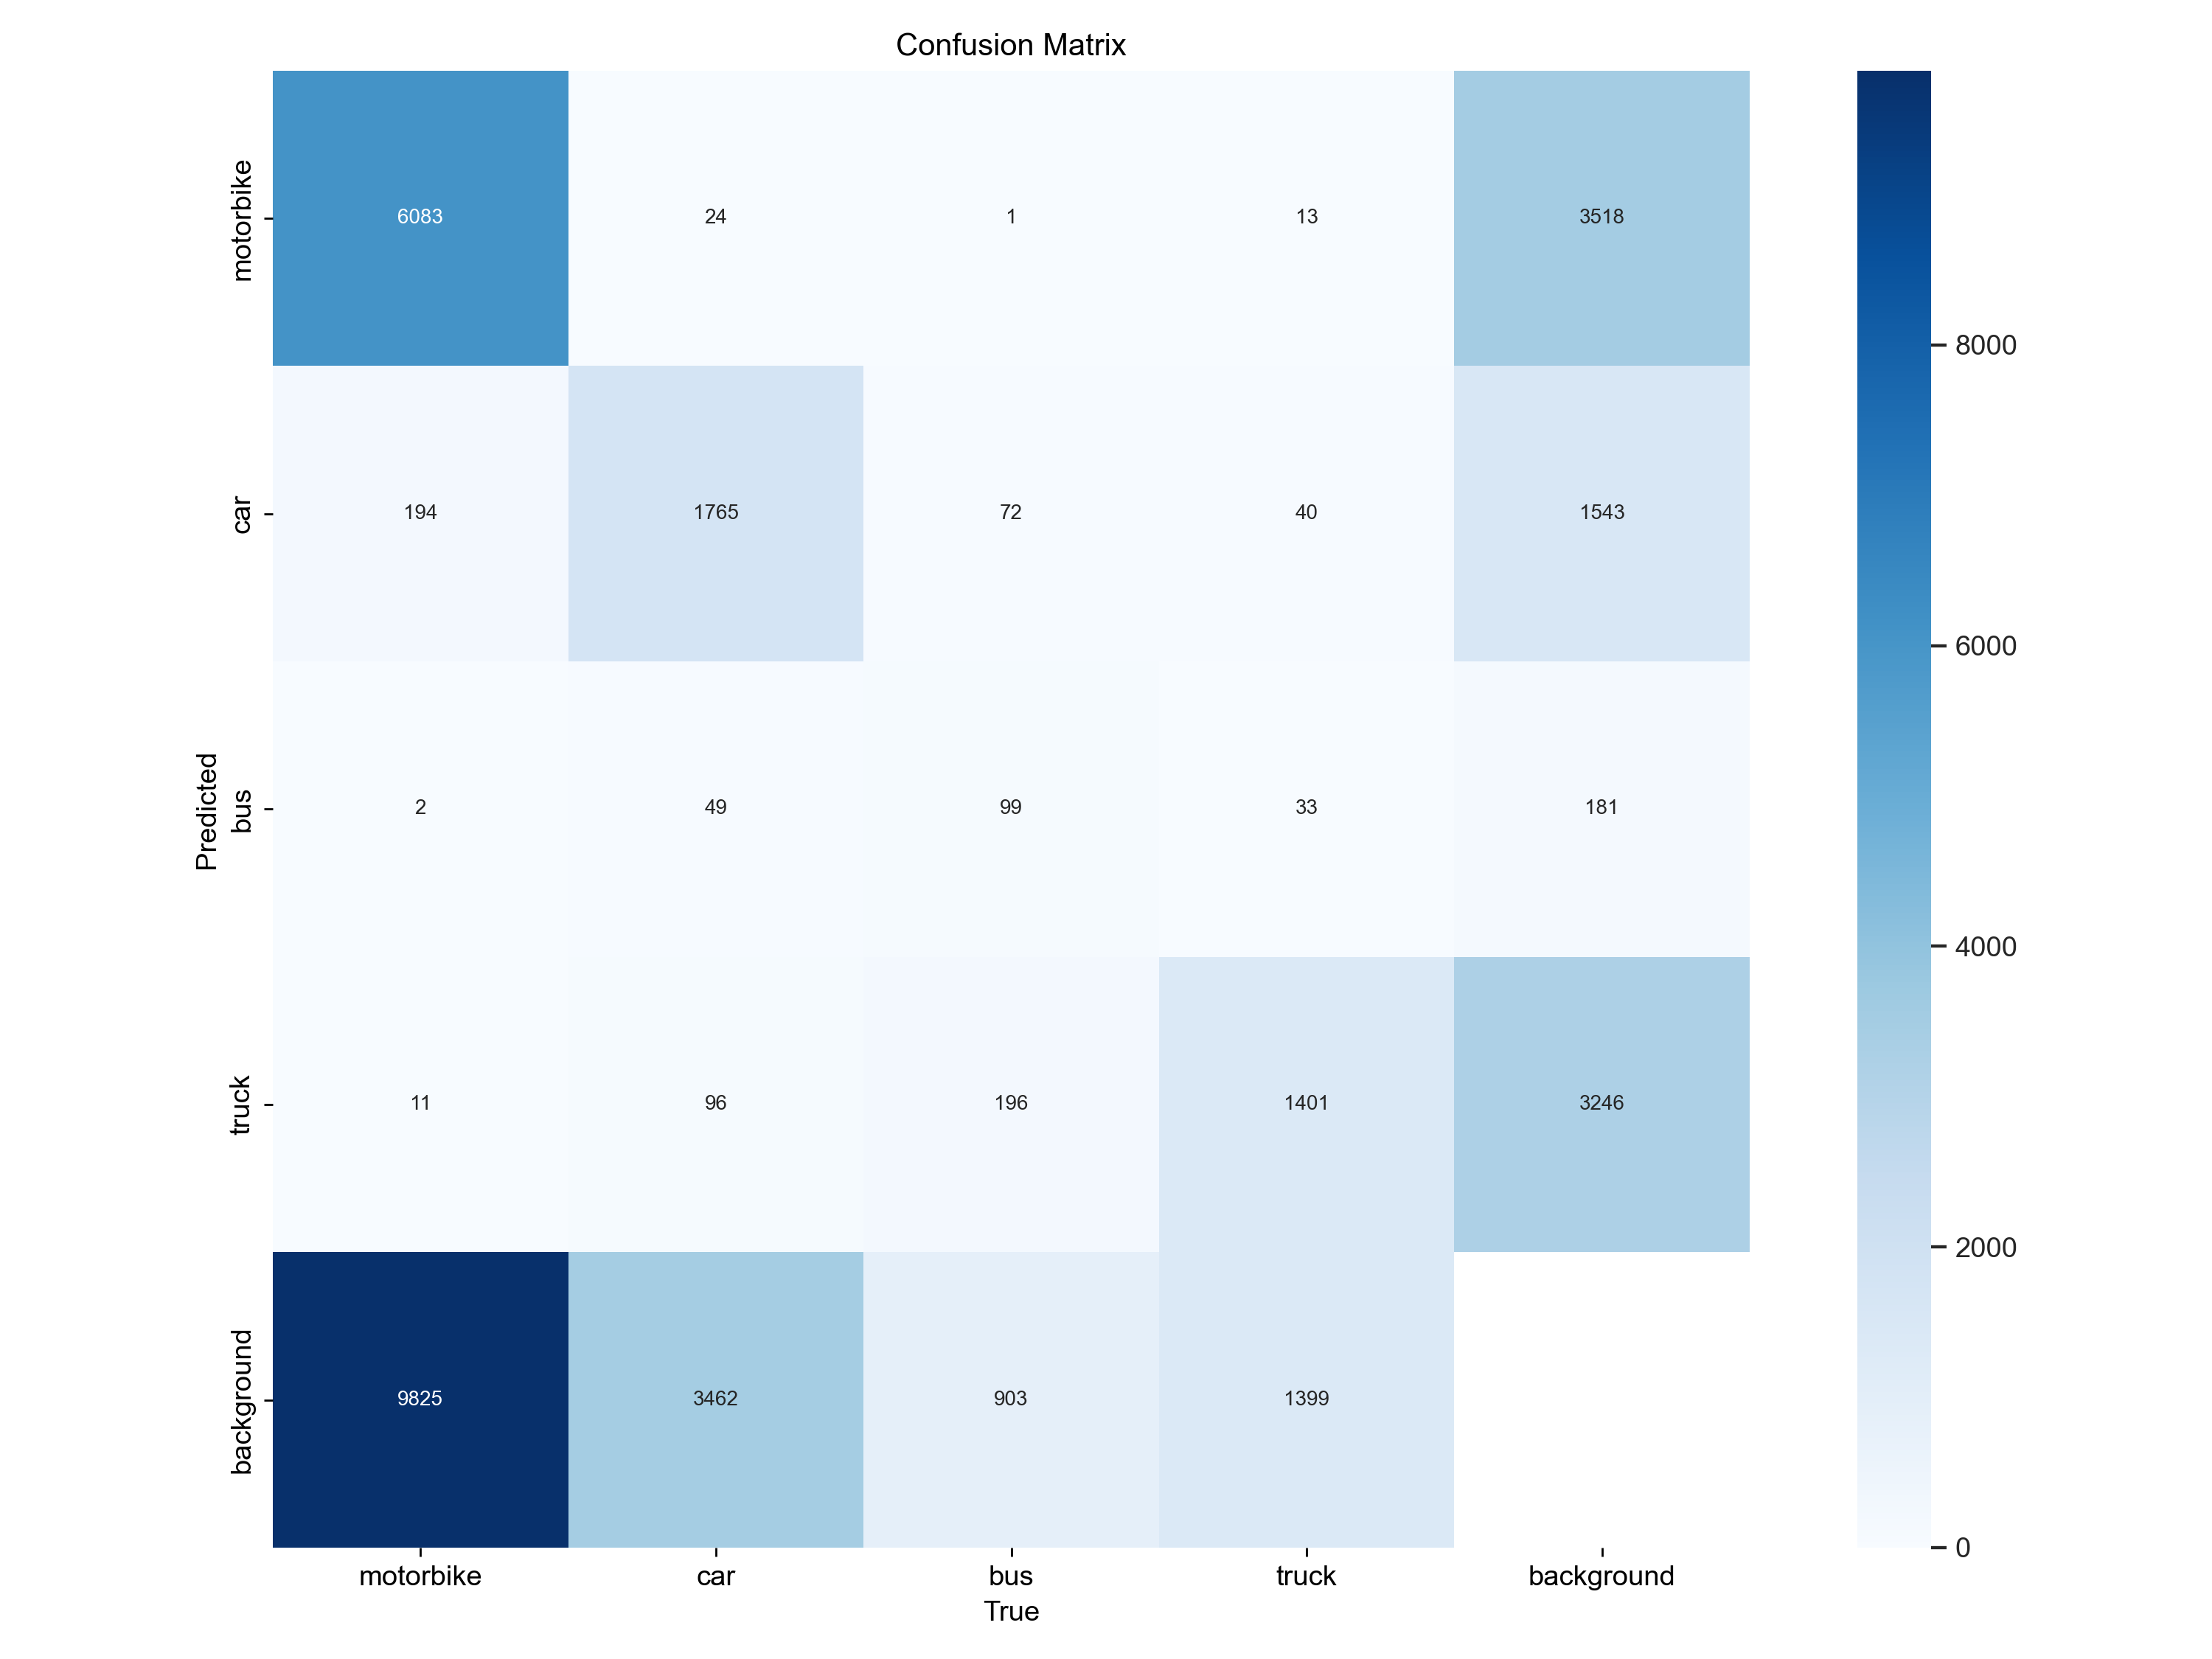 Confusion Matrix
motorbike
6083 24 1 13 3518
car
194 1765 72 40 1543
Predicted
bus
2 49 99 33 181
truck
11 96 196 1401 3246
background
9825 3462 903 1399
motorbike car bus truck background
True
8000
6000
4000
2000
0